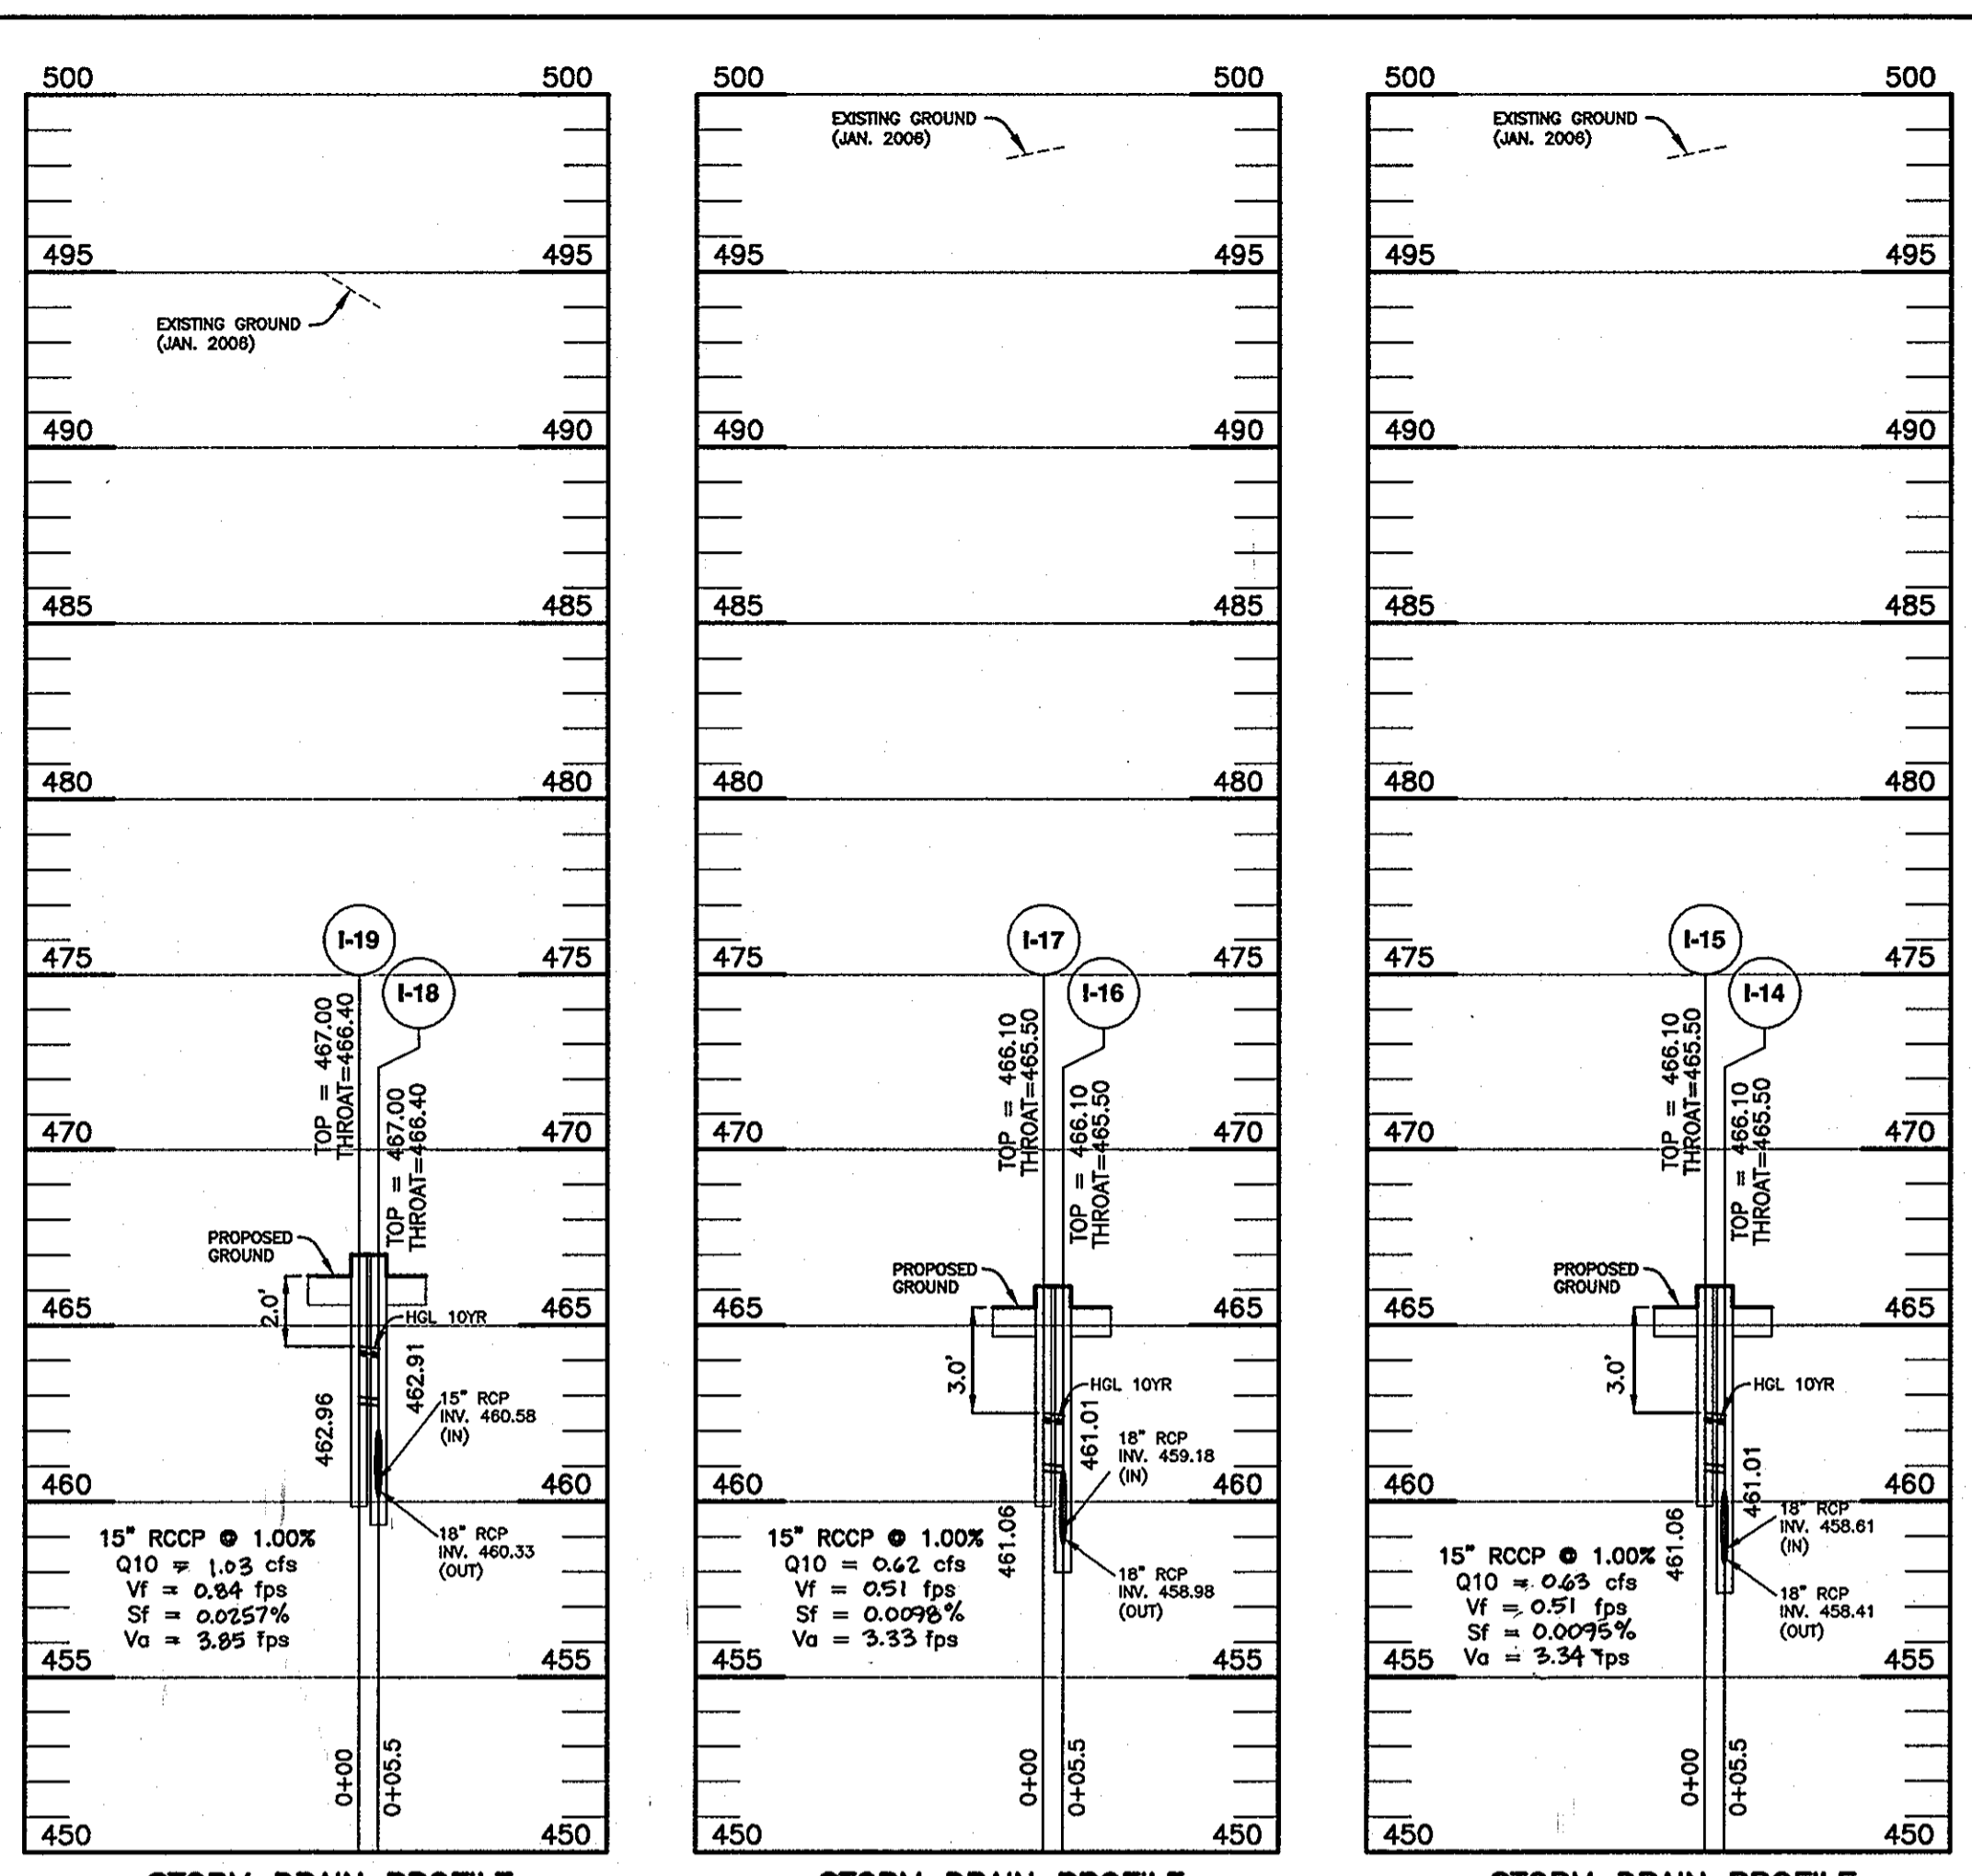 500 500
EXISTING GROUND
(JAN. 2006)
495 495
490 490
485 485
480 480
475 475
470 470
465 465
460 460
455 455
450 450
I-19
I-18
TOP = 467.00
THROAT=466.40
TOP = 467.00
THROAT=466.40
PROPOSED
GROUND
2.0'
HGL 10YR
462.96
462.91
15" RCP
INV. 460.58
(IN)
18" RCP
INV. 460.33
(OUT)
15" RCCP @ 1.00%
Q10 = 1.03 cfs
Vf = 0.84 fps
Sf = 0.0257%
Va = 3.85 fps
0+00
0+05.5
STORM DRAIN PROFILE
500 500
EXISTING GROUND
(JAN. 2006)
495 495
490 490
485 485
480 480
475 475
470 470
465 465
460 460
455 455
450 450
I-17
I-16
TOP = 466.10
THROAT=465.50
TOP = 466.10
THROAT=465.50
PROPOSED
GROUND
3.0'
HGL 10YR
461.06
461.01
18" RCP
INV. 459.18
(IN)
18" RCP
INV. 458.98
(OUT)
15" RCCP @ 1.00%
Q10 = 0.62 cfs
Vf = 0.51 fps
Sf = 0.0098%
Va = 3.33 fps
0+00
0+05.5
STORM DRAIN PROFILE
500 500
EXISTING GROUND
(JAN. 2006)
495 495
490 490
485 485
480 480
475 475
470 470
465 465
460 460
455 455
450 450
I-15
I-14
TOP = 466.10
THROAT=465.50
TOP = 466.10
THROAT=465.50
PROPOSED
GROUND
3.0'
HGL 10YR
461.06
461.01
18" RCP
INV. 458.61
(IN)
18" RCP
INV. 458.41
(OUT)
15" RCCP @ 1.00%
Q10 = 0.63 cfs
Vf = 0.51 fps
Sf = 0.0095%
Va = 3.34 fps
0+00
0+05.5
STORM DRAIN PROFILE